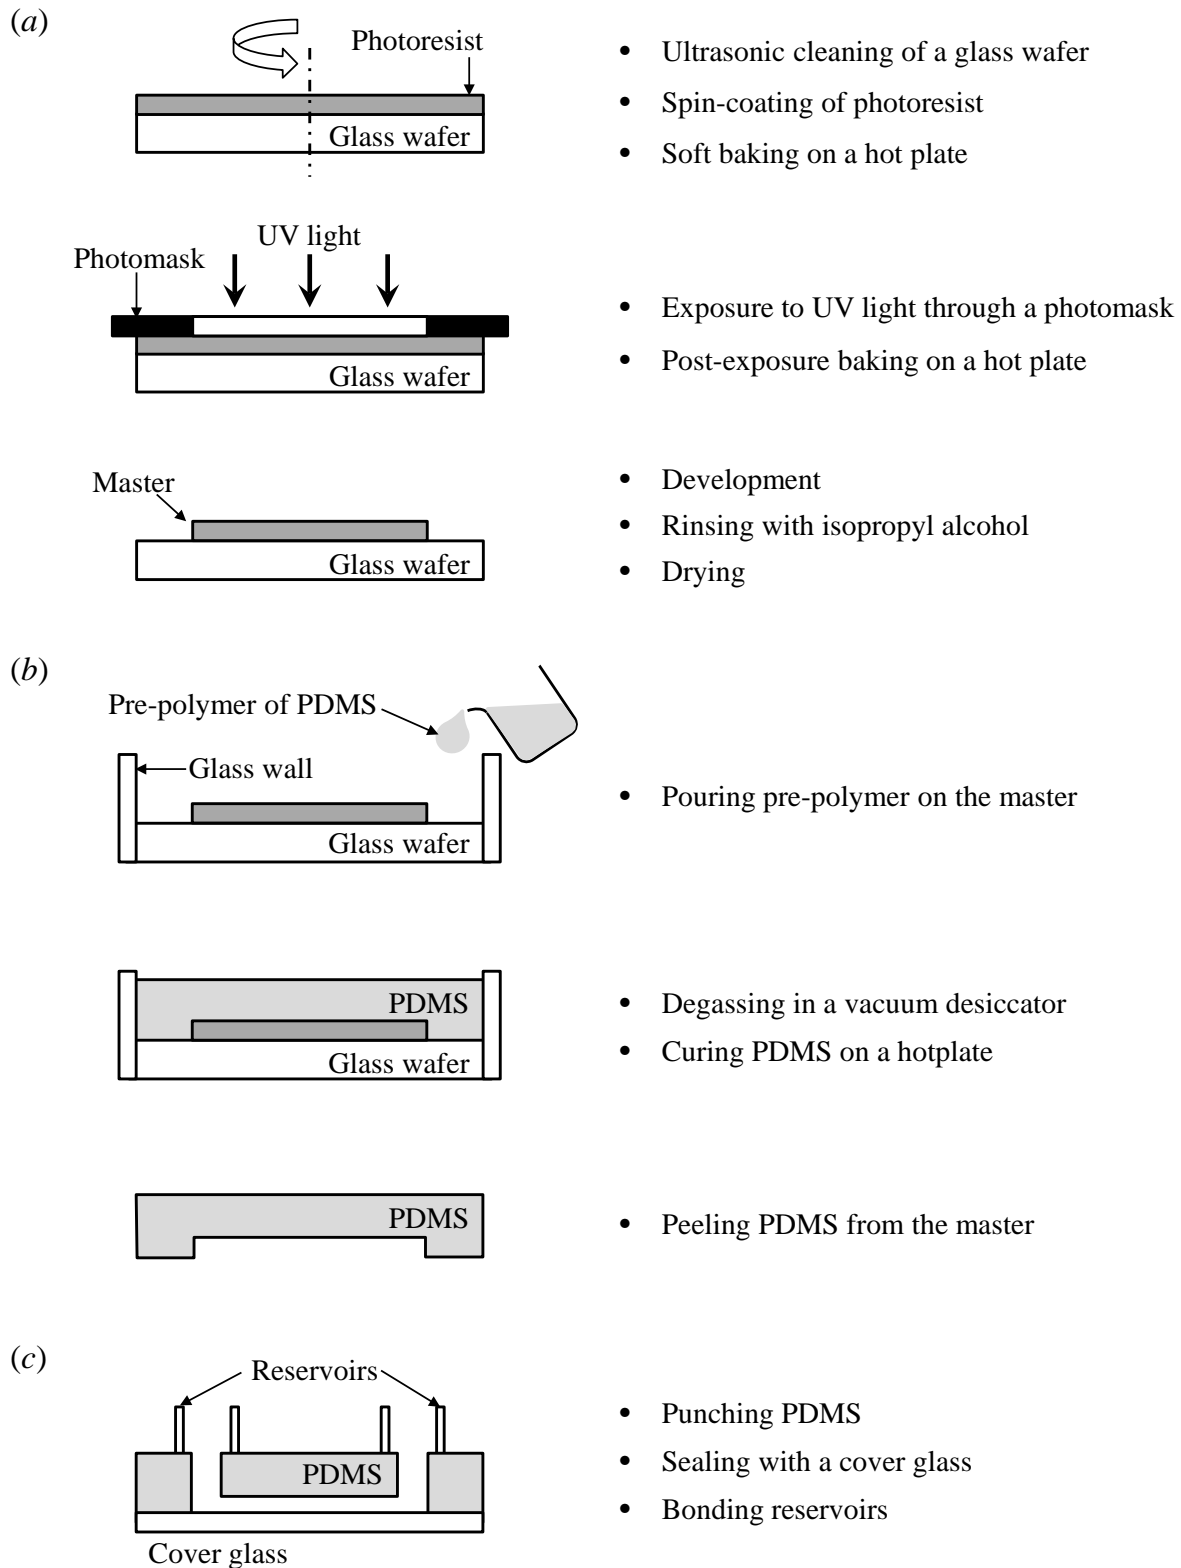 (a)
Photoresist
Glass wafer
• Ultrasonic cleaning of a glass wafer
• Spin-coating of photoresist
• Soft baking on a hot plate
UV light
Photomask
Glass wafer
• Exposure to UV light through a photomask
• Post-exposure baking on a hot plate
Master
Glass wafer
• Development
• Rinsing with isopropyl alcohol
• Drying
(b)
Pre-polymer of PDMS
Glass wall
Glass wafer
• Pouring pre-polymer on the master
PDMS
Glass wafer
• Degassing in a vacuum desiccator
• Curing PDMS on a hotplate
PDMS
• Peeling PDMS from the master
(c)
Reservoirs
PDMS
Cover glass
• Punching PDMS
• Sealing with a cover glass
• Bonding reservoirs